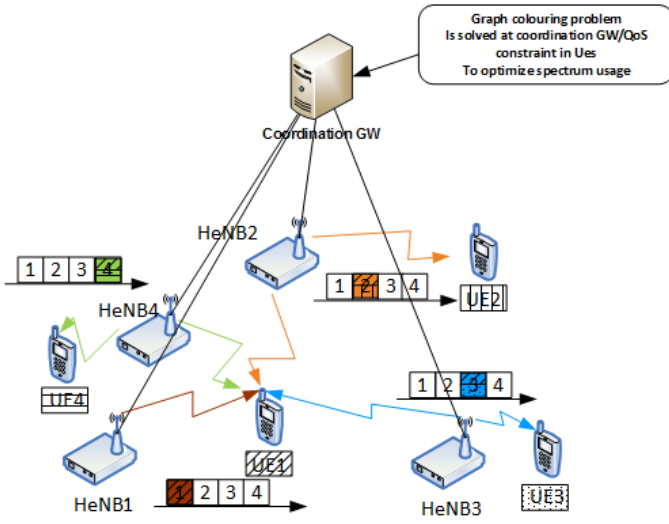 Graph colouring problem
Is solved at coordination GW/QoS
constraint in Ues
To optimize spectrum usage
Coordination GW
HeNB2
1 2 3 4
HeNB4
1 2 3 4
UE2
UE4
1 2 3 4
UE1
HeNB1
1 2 3 4
HeNB3
UE3